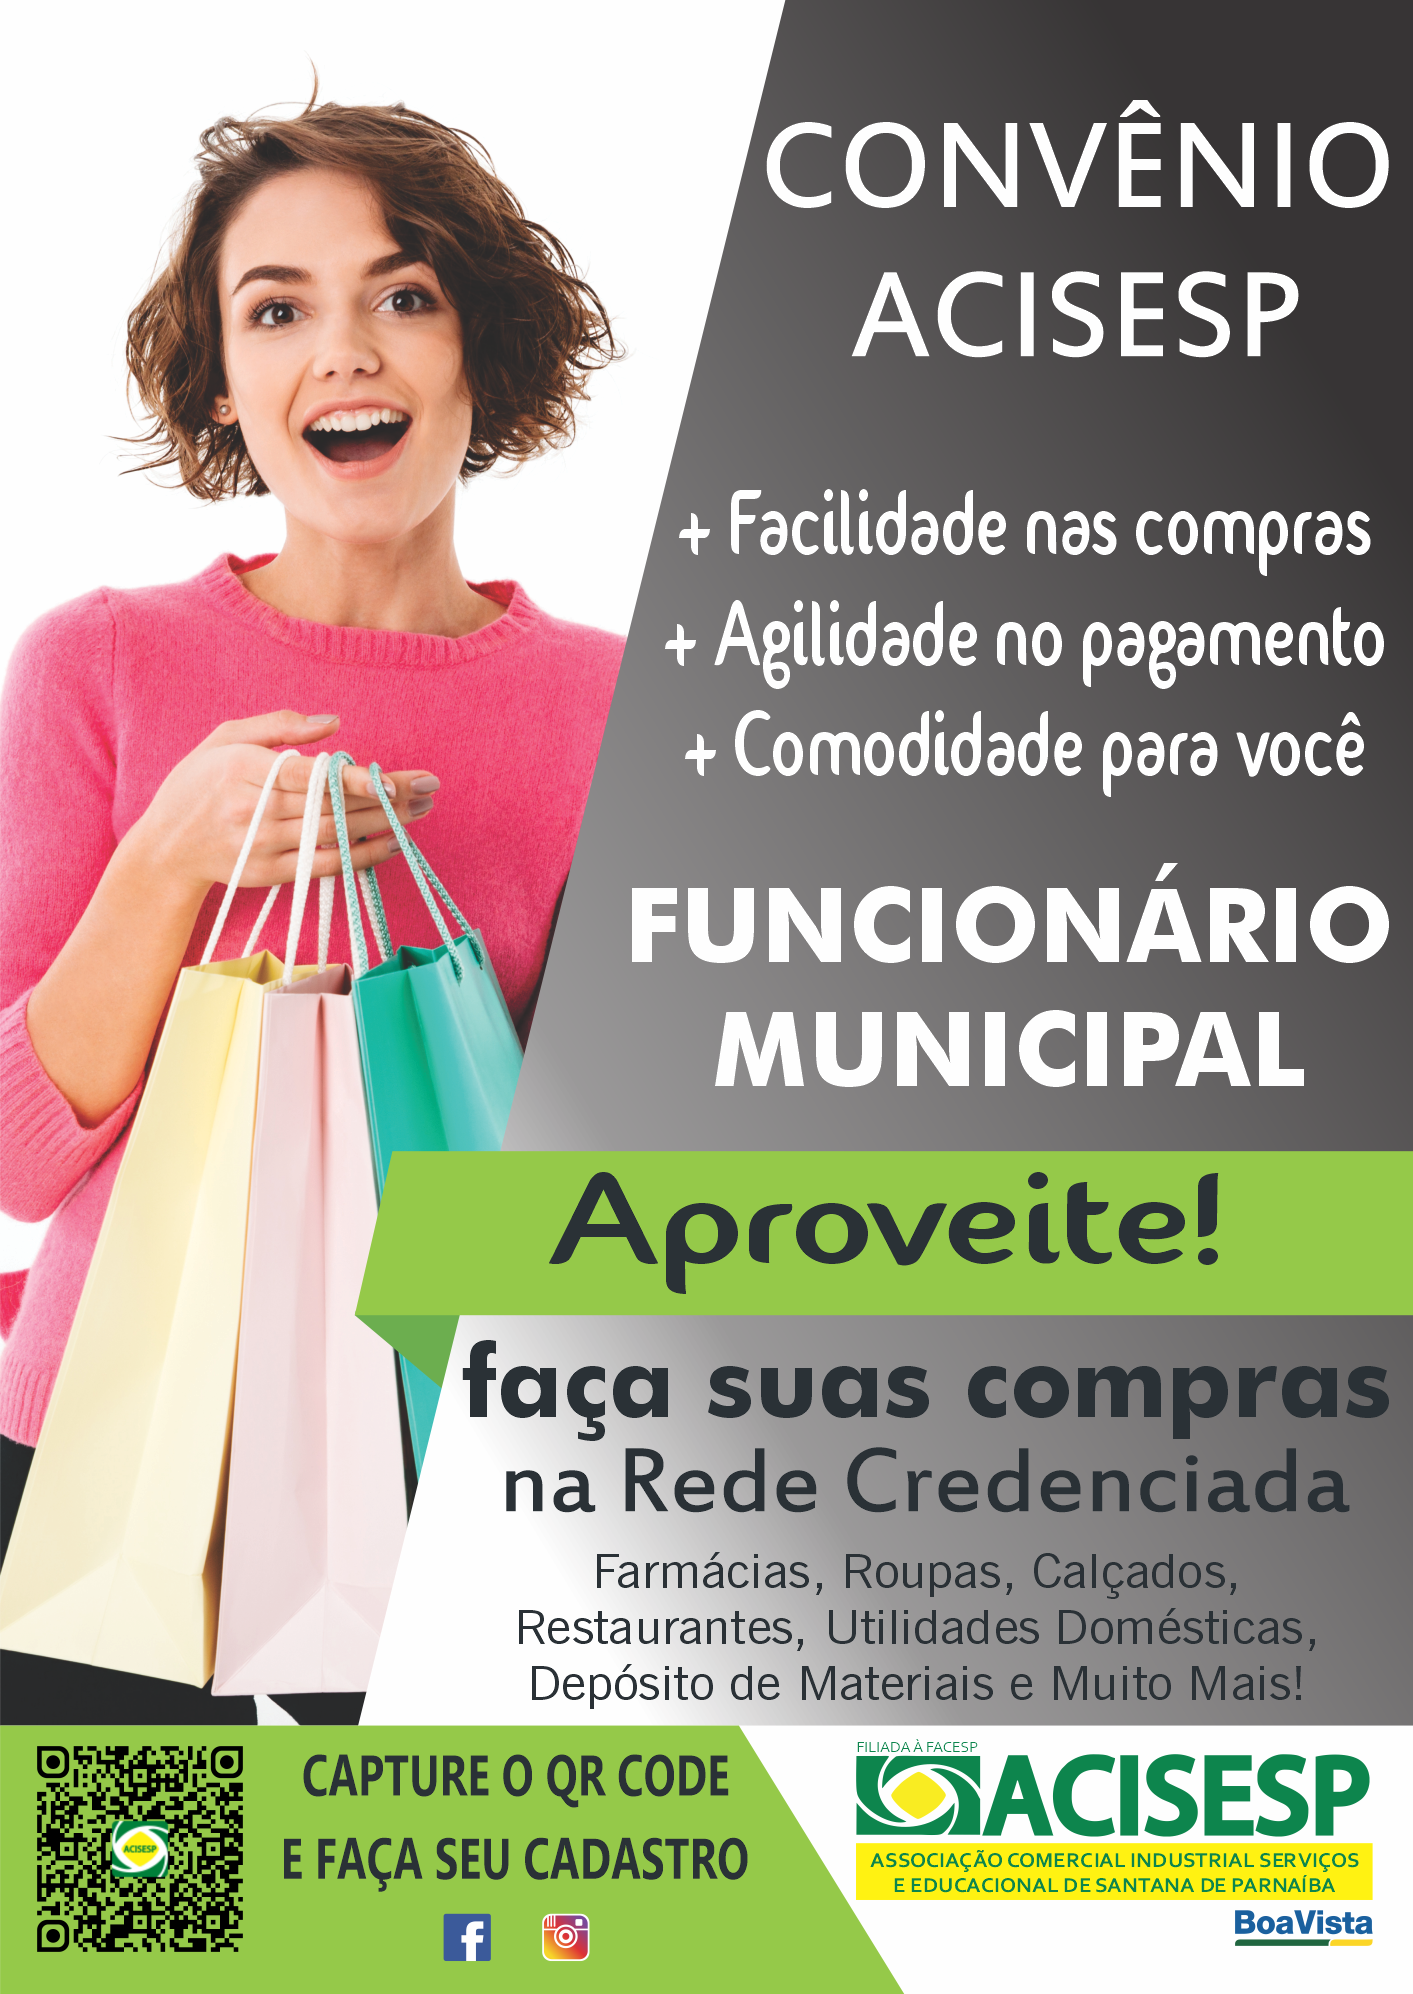 CONVÊNIO
ACISESP
+ Facilidade nas compras
+ Agilidade no pagamento
+ Comodidade para você
FUNCIONÁRIO
MUNICIPAL
Aproveite!
faça suas compras
na Rede Credenciada
Farmácias, Roupas, Calçados,
Restaurantes, Utilidades Domésticas,
Depósito de Materiais e Muito Mais!
CAPTURE O QR CODE
E FAÇA SEU CADASTRO
ACISESP
FILIADA À FACESP
ACISESP
ASSOCIAÇÃO COMERCIAL INDUSTRIAL SERVIÇOS
E EDUCACIONAL DE SANTANA DE PARNAÍBA
BoaVista